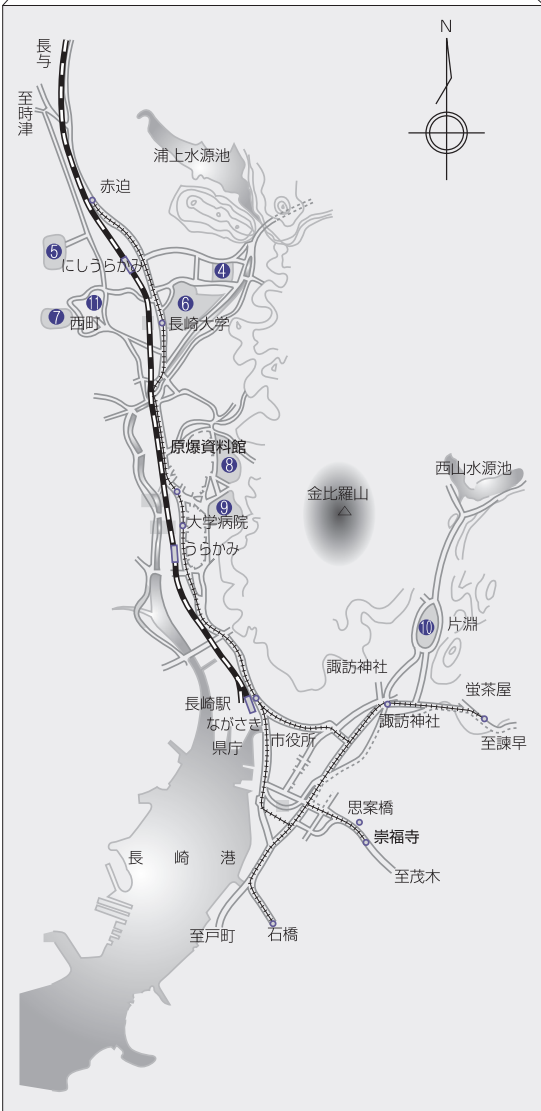 N
長与
至時津
浦上水源池
赤迫
⑤
にしうらかみ
④
⑪
⑥
⑦
西町
長崎大学
原爆資料館
⑧
西山水源池
金比羅山
⑨
大学病院
うらかみ
⑩
片淵
諏訪神社
蛍茶屋
長崎駅
ながさき
諏訪神社
市役所
県庁
至諫早
思案橋
崇福寺
長崎港
至茂木
至戸町
石橋